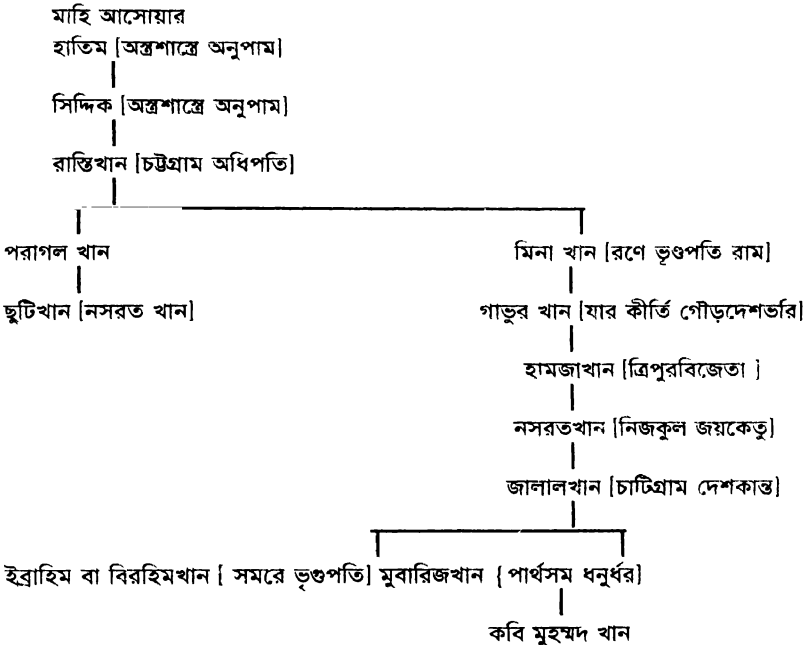 মাহি আসোয়ার
হাতিম [অস্ত্রশাস্ত্রে অনুপাম]
সিদ্দিক [অস্ত্রশাস্ত্রে অনুপাম]
রাস্তিখান [চট্টগ্রাম অধিপতি]
পরাগল খান
মিনা খান [রণে ভৃণ্ডপতি রাম]
ছুটিখান [নসরত খান]
গাভুর খান [যার কীর্তি গৌড়দেশভরি]
হামজাখান [ত্রিপুরবিজেতা ]
নসরতখান [নিজকুল জয়কেতু]
জালালখান [চাটিগ্রাম দেশকান্ত]
ইব্রাহিম বা বিরহিমখান [ সমরে ভৃগুপতি] মুবারিজখান { পার্থসম ধনুর্ধর]
কবি মুহম্মদ খান